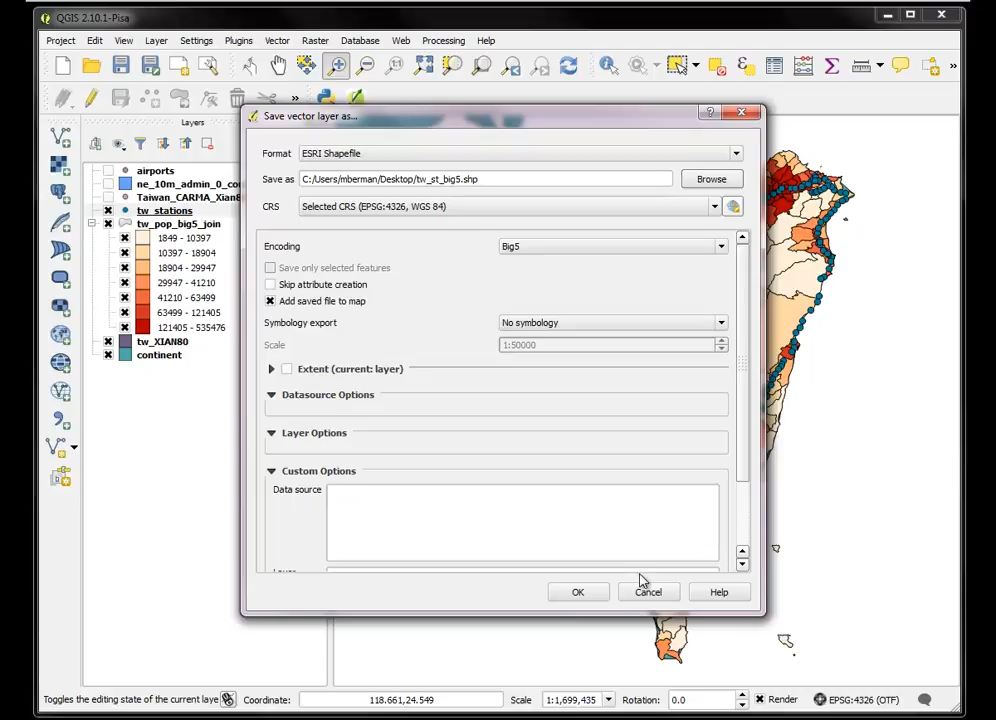 QGIS 2.10.1-Pisa
Project Edit View Layer Settings Plugins Vector Raster Database Web Processing Help
Layers
airports
ne_10m_admin_0_cou
Taiwan_CARMA_Xian8
tw_stations
tw_pop_big5_join
1849 - 10397
10397 - 18904
18904 - 29947
29947 - 41210
41210 - 63499
63499 - 121405
121405 - 535476
tw_XIAN80
continent
Save vector layer as...
Format ESRI Shapefile
Save as C:/Users/mberman/Desktop/tw_st_big5.shp Browse
CRS Selected CRS (EPSG:4326, WGS 84)
Encoding Big5
Save only selected features
Skip attribute creation
Add saved file to map
Symbology export No symbology
Scale 1:50000
Extent (current: layer)
Datasource Options
Layer Options
Custom Options
Data source
OK Cancel Help
Toggles the editing state of the current laye Coordinate: 118.661,24.549 Scale 1:1,699,435 Rotation: 0.0 Render EPSG:4326 (OTF)